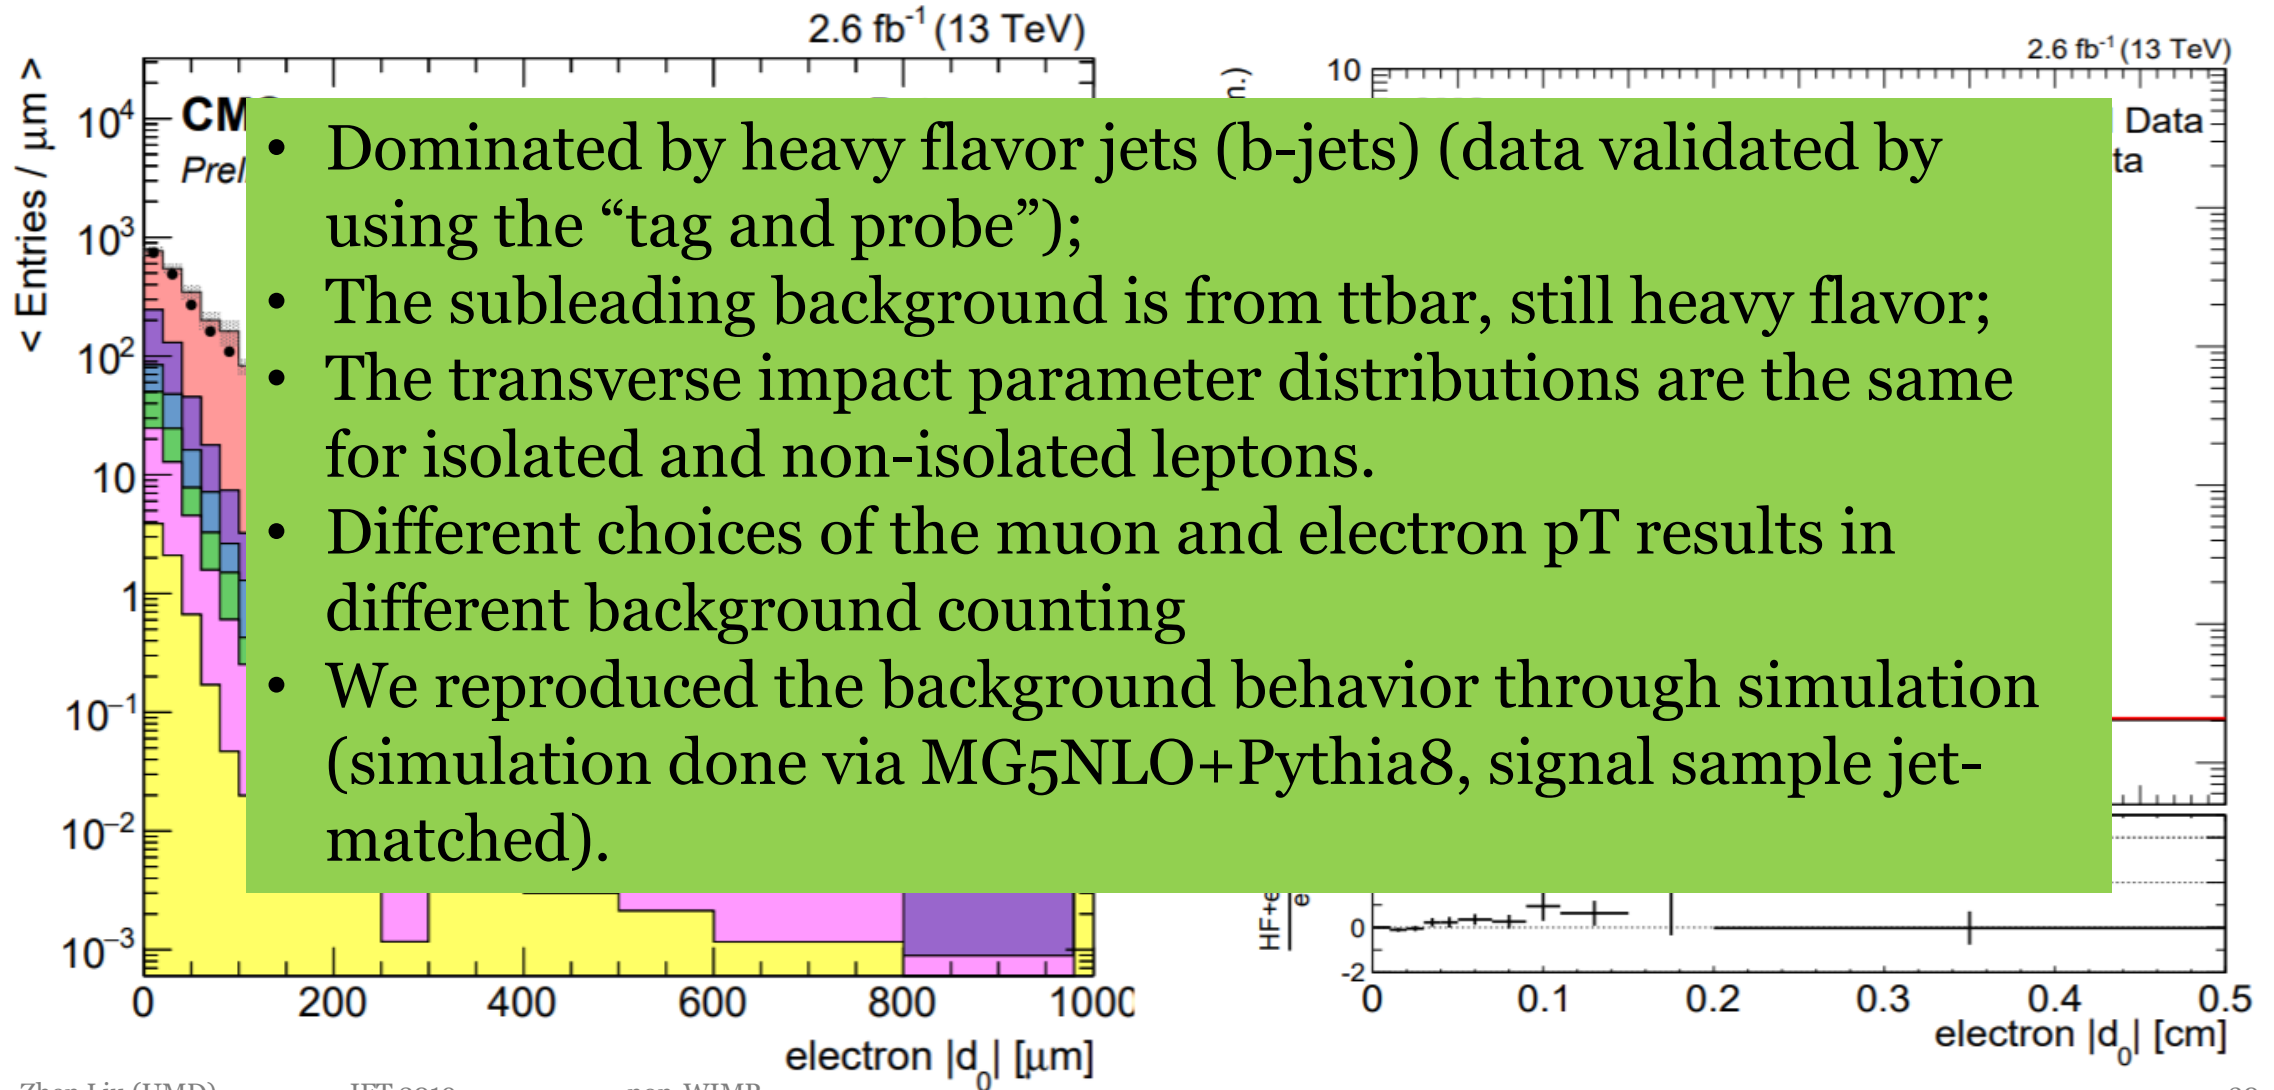 2.6 fb-1 (13 TeV)
2.6 fb-1 (13 TeV)
< Entries / μm >
10^4
10^3
10^2
10
1
10^-1
10^-2
10^-3
• Dominated by heavy flavor jets (b-jets) (data validated by
using the “tag and probe”);
• The subleading background is from ttbar, still heavy flavor;
• The transverse impact parameter distributions are the same
for isolated and non-isolated leptons.
• Different choices of the muon and electron pT results in
different background counting
• We reproduced the background behavior through simulation
(simulation done via MG5NLO+Pythia8, signal sample jet-
matched).
10
Data
0
-2
0 200 400 600 800
electron |d0| [μm]
0 0.1 0.2 0.3 0.4 0.5
electron |d0| [cm]